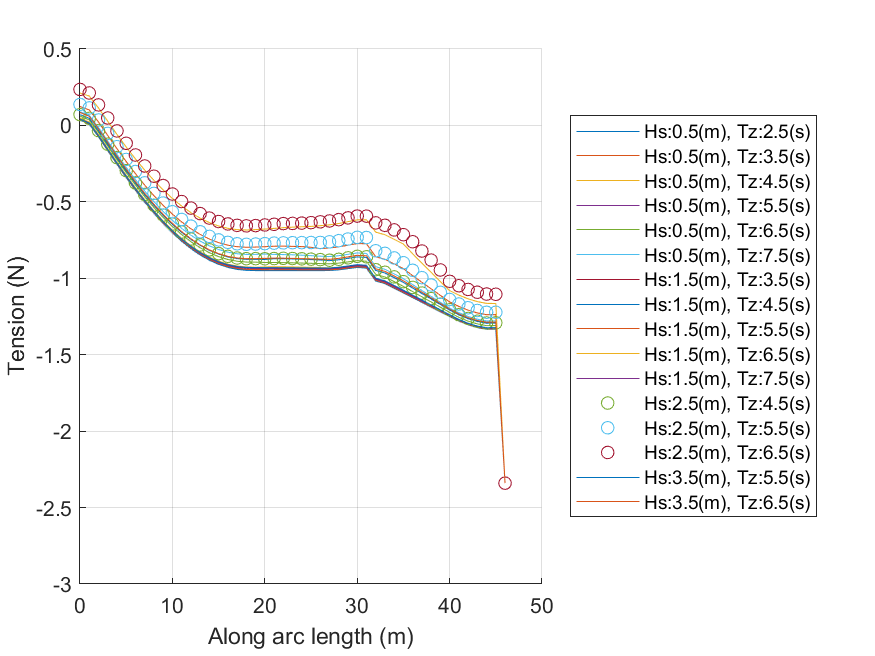 0.5
0
-0.5
-1
-1.5
-2
-2.5
-3
0 10 20 30 40 50
Along arc length (m)
Tension (N)
Hs:0.5(m), Tz:2.5(s)
Hs:0.5(m), Tz:3.5(s)
Hs:0.5(m), Tz:4.5(s)
Hs:0.5(m), Tz:5.5(s)
Hs:0.5(m), Tz:6.5(s)
Hs:0.5(m), Tz:7.5(s)
Hs:1.5(m), Tz:3.5(s)
Hs:1.5(m), Tz:4.5(s)
Hs:1.5(m), Tz:5.5(s)
Hs:1.5(m), Tz:6.5(s)
Hs:1.5(m), Tz:7.5(s)
Hs:2.5(m), Tz:4.5(s)
Hs:2.5(m), Tz:5.5(s)
Hs:2.5(m), Tz:6.5(s)
Hs:3.5(m), Tz:5.5(s)
Hs:3.5(m), Tz:6.5(s)